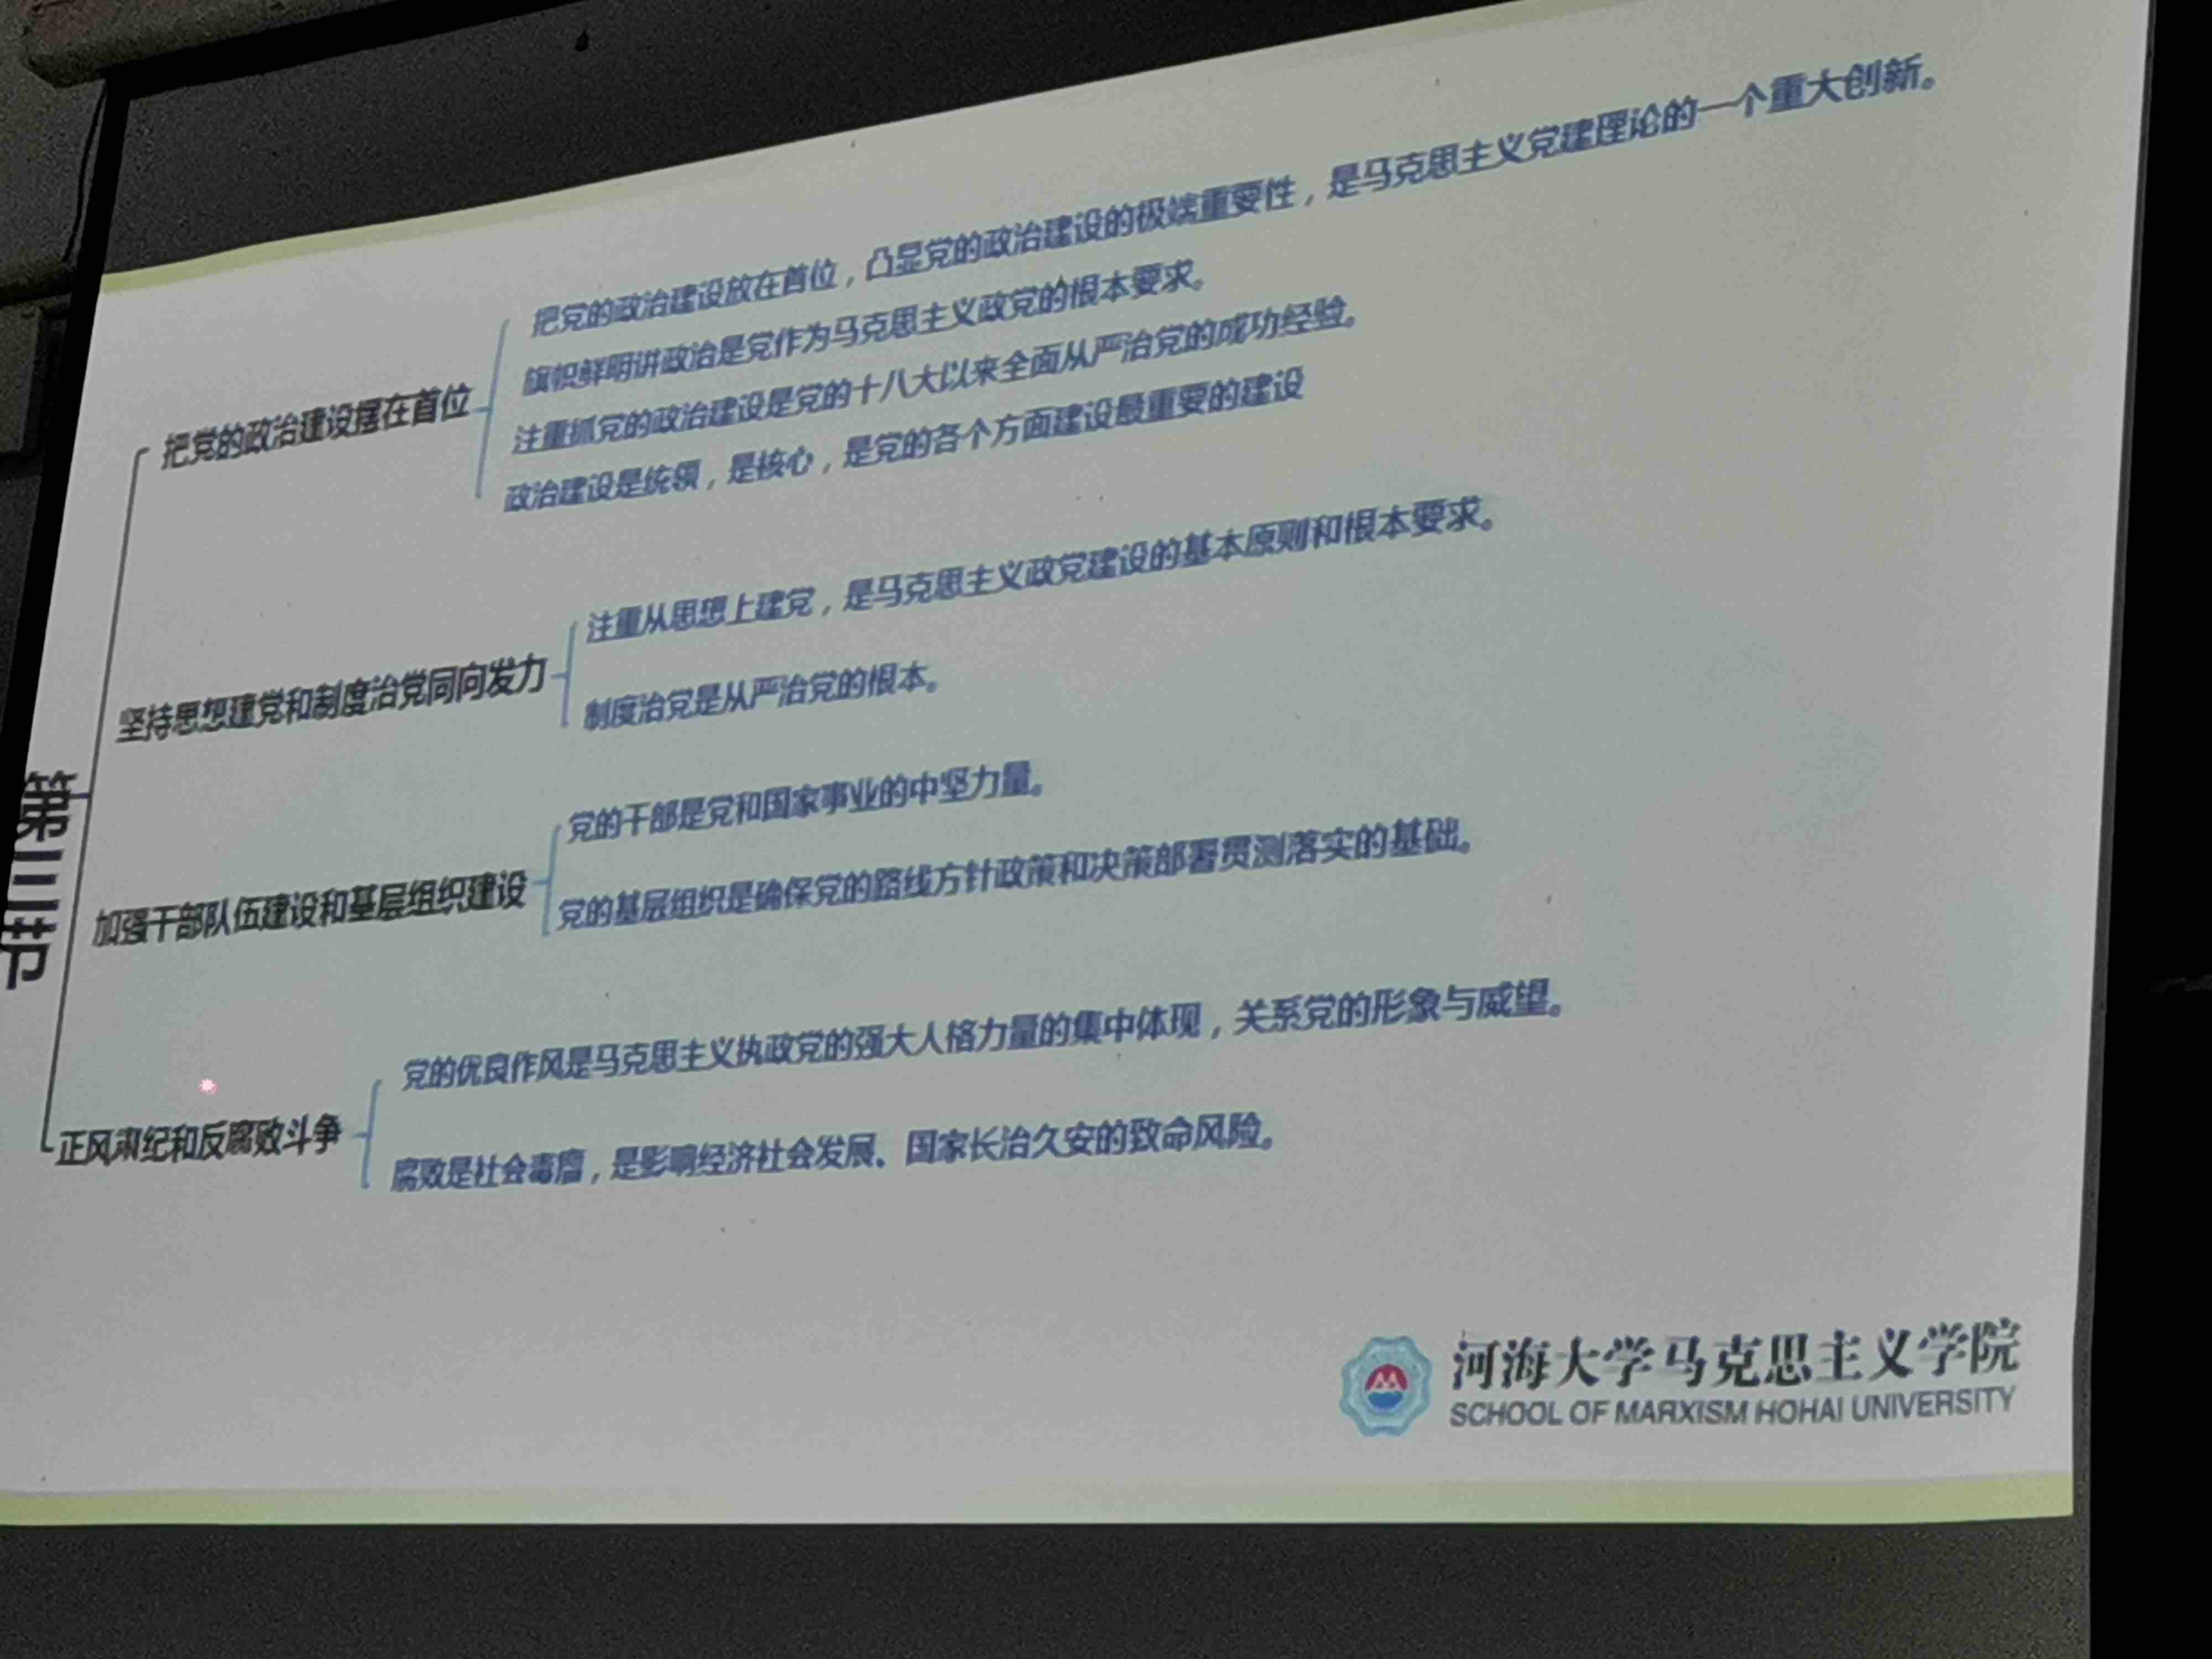 第三节
把党的政治建设摆在首位
把党的政治建设放在首位，凸显党的政治建设的极端重要性，是马克思主义党建理论的一个重大创新。
旗帜鲜明讲政治是党作为马克思主义政党的根本要求。
注重抓党的政治建设是党的十八大以来全面从严治党的成功经验。
政治建设是统领，是核心，是党的各个方面建设最重要的建设
坚持思想建党和制度治党同向发力
注重从思想上建党，是马克思主义政党建设的基本原则和根本要求。
制度治党是从严治党的根本。
加强干部队伍建设和基层组织建设
党的干部是党和国家事业的中坚力量。
党的基层组织是确保党的路线方针政策和决策部署贯测落实的基础。
正风肃纪和反腐败斗争
党的优良作风是马克思主义执政党的强大人格力量的集中体现，关系党的形象与威望。
腐败是社会毒瘤，是影响经济社会发展、国家长治久安的致命风险。
河海大学马克思主义学院
SCHOOL OF MARXISM HOHAI UNIVERSITY